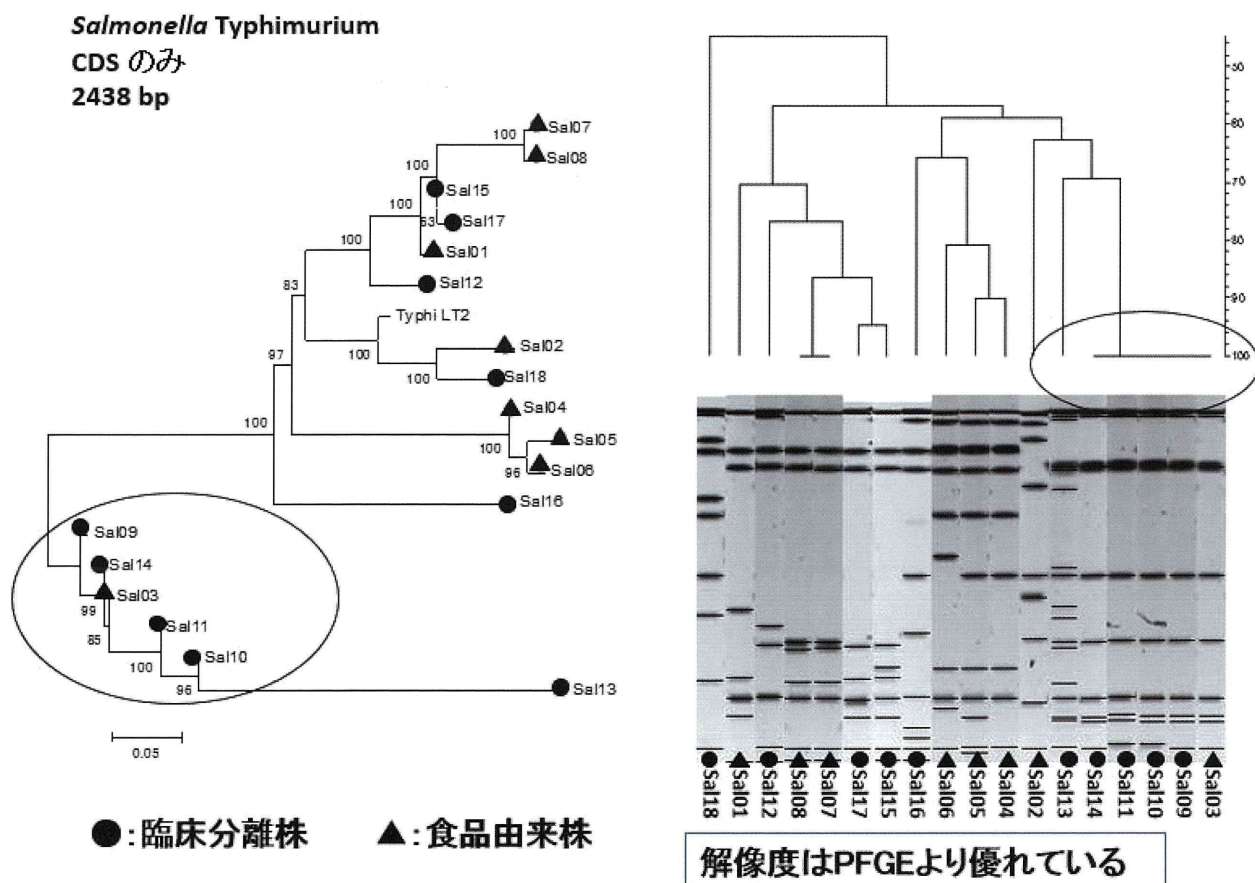 Salmonella Typhimurium
CDS のみ
2438 bp
100
Sal07
Sal08
100
Sal15
100
53
Sal17
100
Sal01
Sal12
83
Typhi LT2
97
100
Sal02
100
Sal18
Sal04
100
100
Sal05
96
Sal06
Sal16
Sal09
Sal14
Sal03
99
85
Sal11
100
Sal10
96
Sal13
0.05
●:臨床分離株 ▲:食品由来株
50
60
70
80
90
100
Sal18 Sal01 Sal12 Sal08 Sal07 Sal17 Sal15 Sal16 Sal06 Sal05 Sal04 Sal02 Sal13 Sal14 Sal11 Sal10 Sal09 Sal03
解像度はPFGEより優れている